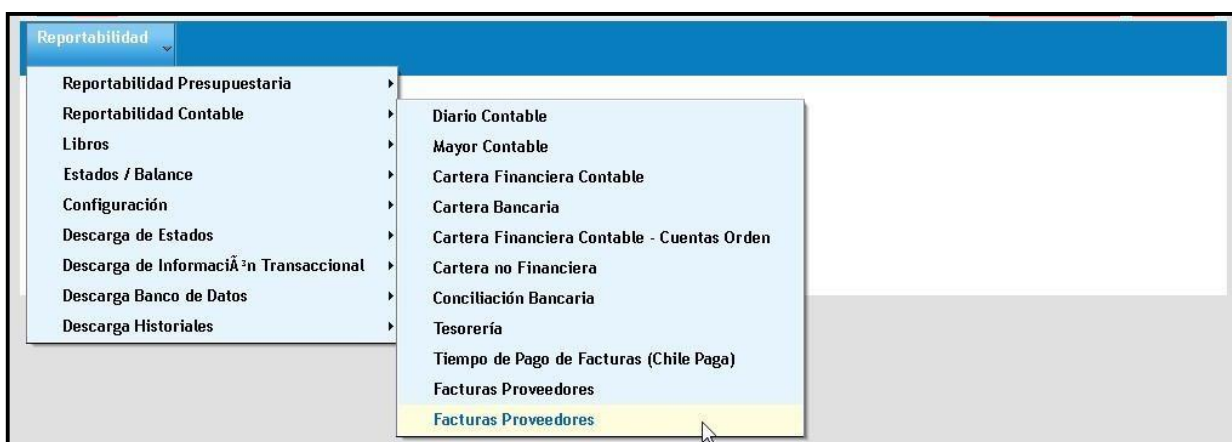 Reportabilidad
Reportabilidad Presupuestaria
Reportabilidad Contable
Libros
Estados / Balance
Configuración
Descarga de Estados
Descarga de InformaciÃ³n Transaccional
Descarga Banco de Datos
Descarga Historiales
Diario Contable
Mayor Contable
Cartera Financiera Contable
Cartera Bancaria
Cartera Financiera Contable - Cuentas Orden
Cartera no Financiera
Conciliación Bancaria
Tesorería
Tiempo de Pago de Facturas (Chile Paga)
Facturas Proveedores
Facturas Proveedores